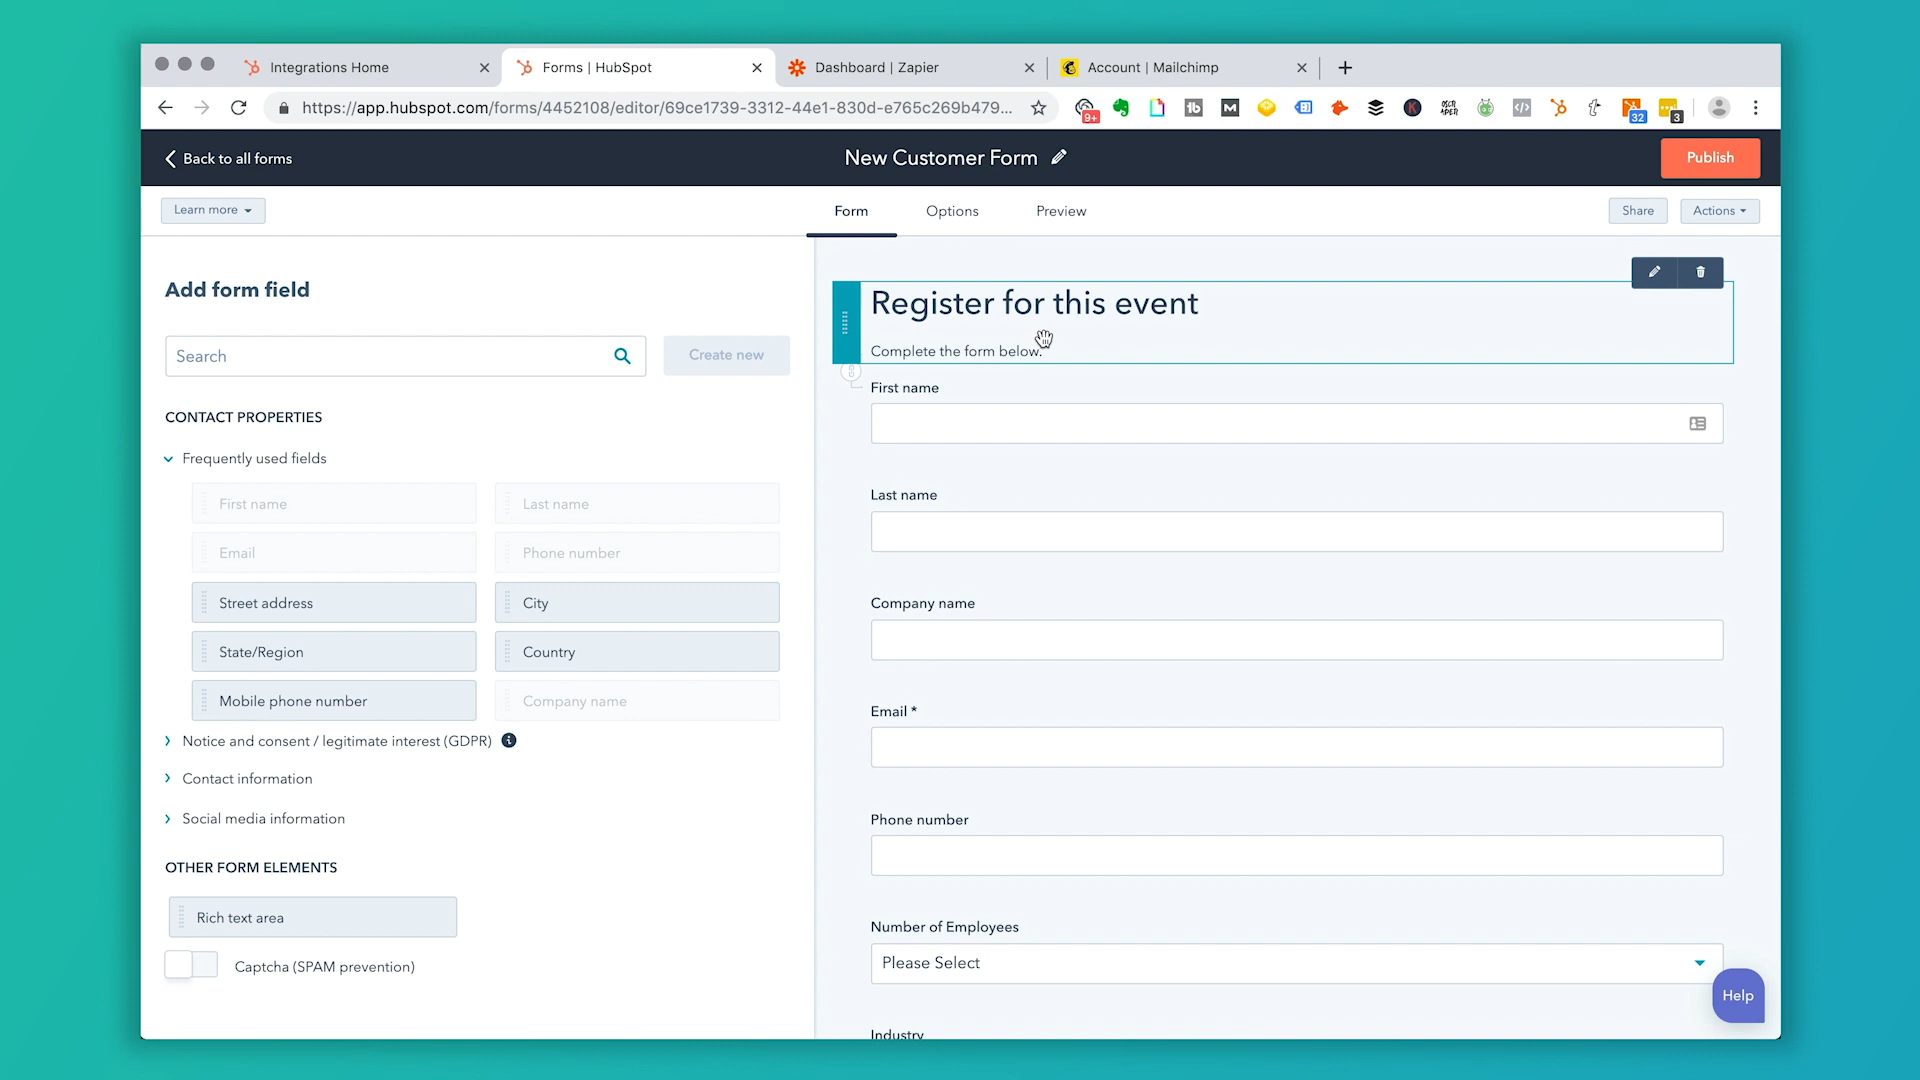 Integrations Home
Forms | HubSpot
Dashboard | Zapier
Account | Mailchimp
https://app.hubspot.com/forms/4452108/editor/69ce1739-3312-44e1-830d-e765c269b479...
9+
32
3
Back to all forms
New Customer Form
Publish
Learn more
Form
Options
Preview
Share
Actions
Add form field
Search
Create new
CONTACT PROPERTIES
Frequently used fields
First name
Last name
Email
Phone number
Street address
City
State/Region
Country
Mobile phone number
Company name
Notice and consent / legitimate interest (GDPR)
Contact information
Social media information
OTHER FORM ELEMENTS
Rich text area
Captcha (SPAM prevention)
Register for this event
Complete the form below.
First name
Last name
Company name
Email *
Phone number
Number of Employees
Please Select
Industry
Help